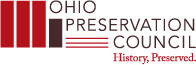 OHIO
PRESERVATION
COUNCIL
History, Preserved.